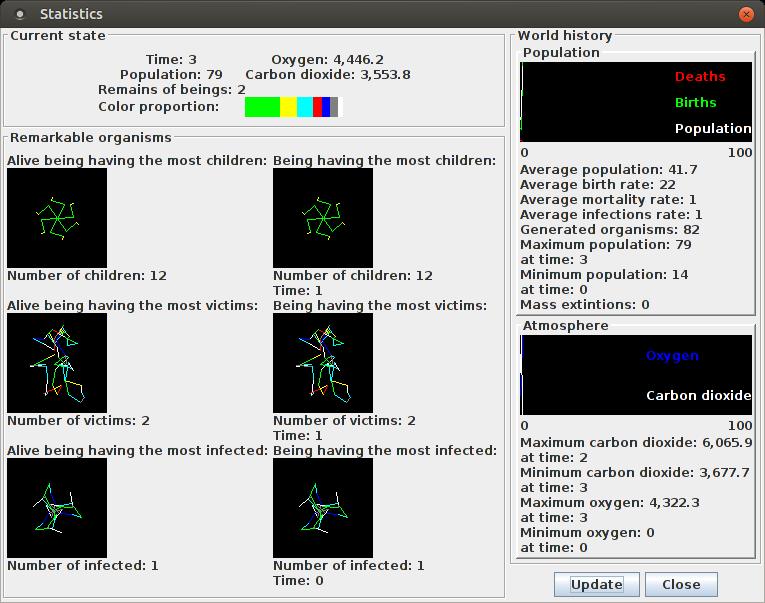 Statistics
Current state
Time: 3 Oxygen: 4,446.2
Population: 79 Carbon dioxide: 3,553.8
Remains of beings: 2
Color proportion:
Remarkable organisms
Alive being having the most children: Being having the most children:
Number of children: 12 Number of children: 12
Time: 1
Alive being having the most victims: Being having the most victims:
Number of victims: 2 Number of victims: 2
Time: 1
Alive being having the most infected: Being having the most infected:
Number of infected: 1 Number of infected: 1
Time: 0
World history
Population
Deaths
Births
Population
0 100
Average population: 41.7
Average birth rate: 22
Average mortality rate: 1
Average infections rate: 1
Generated organisms: 82
Maximum population: 79
at time: 3
Minimum population: 14
at time: 0
Mass extintions: 0
Atmosphere
Oxygen
Carbon dioxide
0 100
Maximum carbon dioxide: 6,065.9
at time: 2
Minimum carbon dioxide: 3,677.7
at time: 3
Maximum oxygen: 4,322.3
at time: 3
Minimum oxygen: 0
at time: 0
Update Close